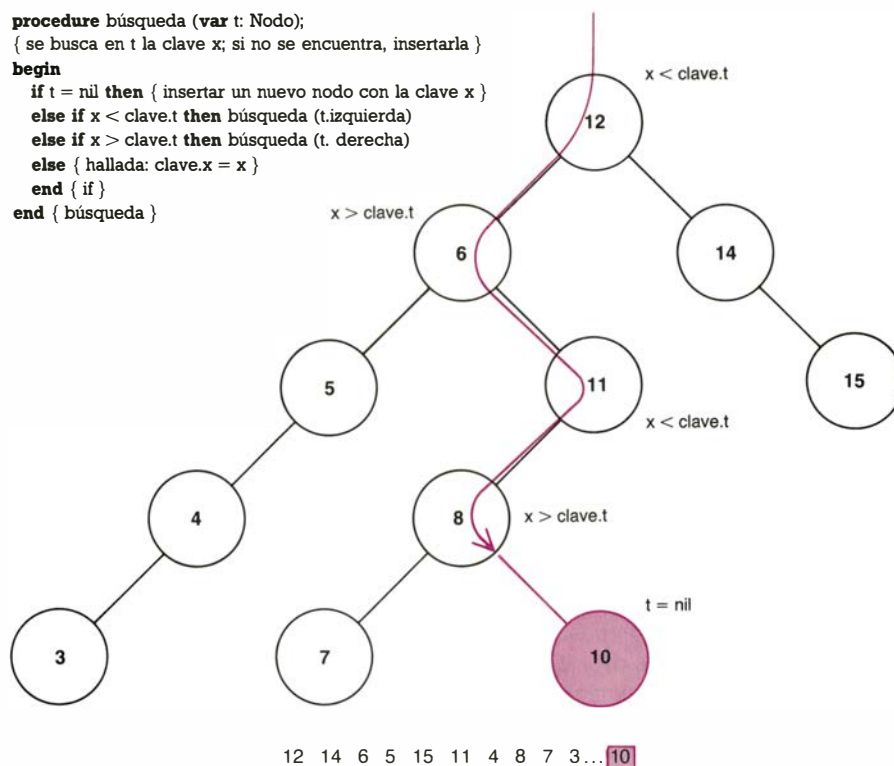 procedure búsqueda (var t: Nodo);
{ se busca en t la clave x; si no se encuentra, insertarla }
begin
if t = nil then { insertar un nuevo nodo con la clave x }
else if x < clave.t then búsqueda (t.izquierda)
else if x > clave.t then búsqueda (t. derecha)
else { hallada: clave.x = x }
end { if }
end { búsqueda }
x < clave.t
12
x > clave.t
6
14
5
11
15
x < clave.t
4
8
x > clave.t
t = nil
3
7
10
12 14 6 5 15 11 4 8 7 3... 10